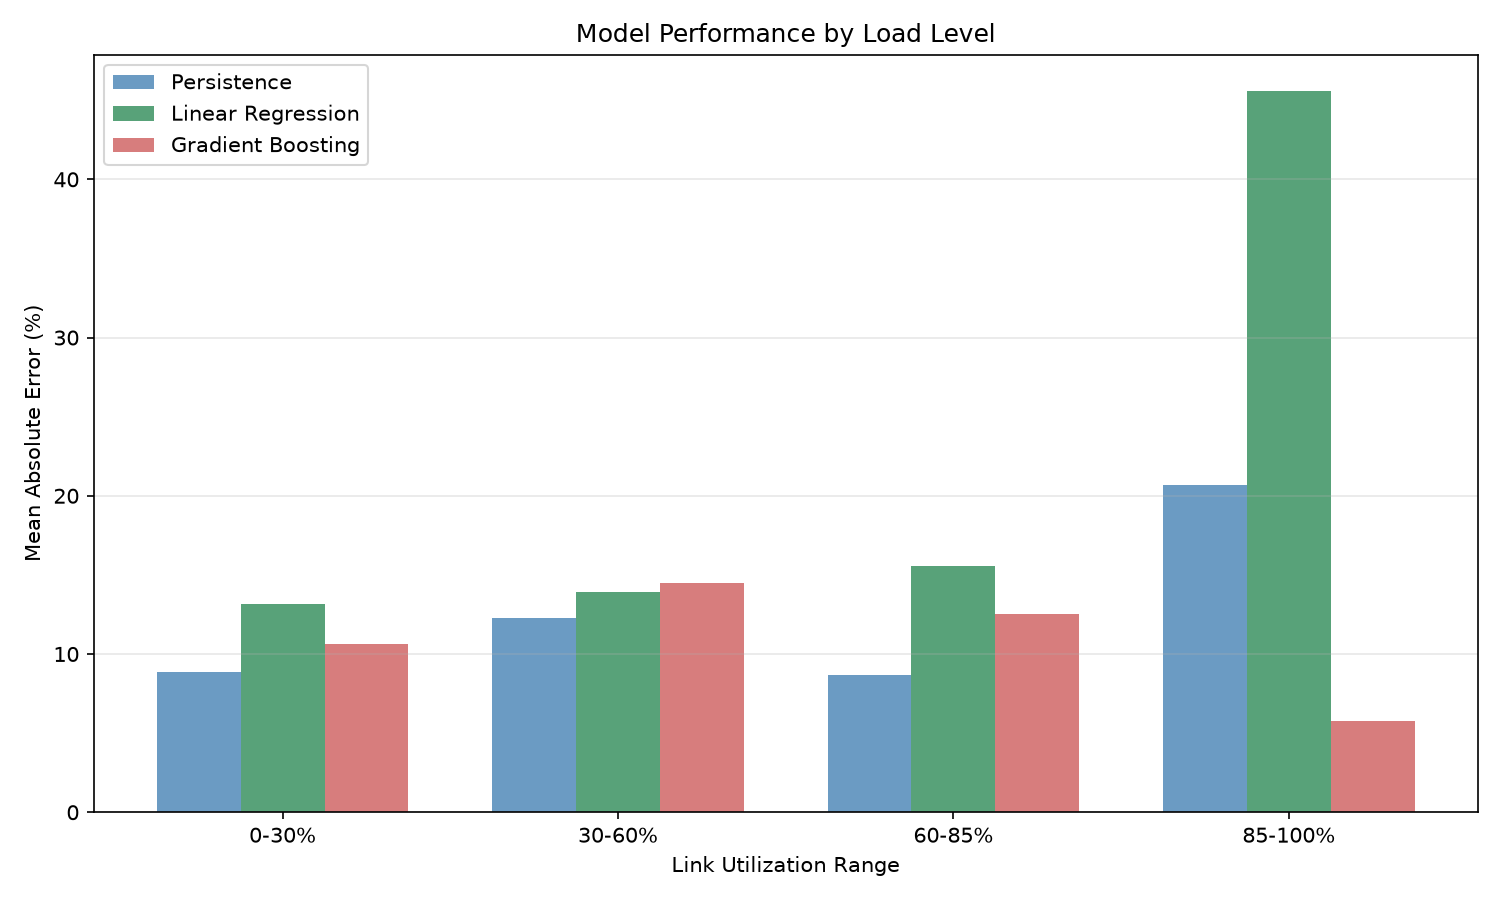 Model Performance by Load Level
Persistence
Linear Regression
Gradient Boosting
Mean Absolute Error (%)
40
30
20
10
0
0-30%
30-60%
60-85%
85-100%
Link Utilization Range